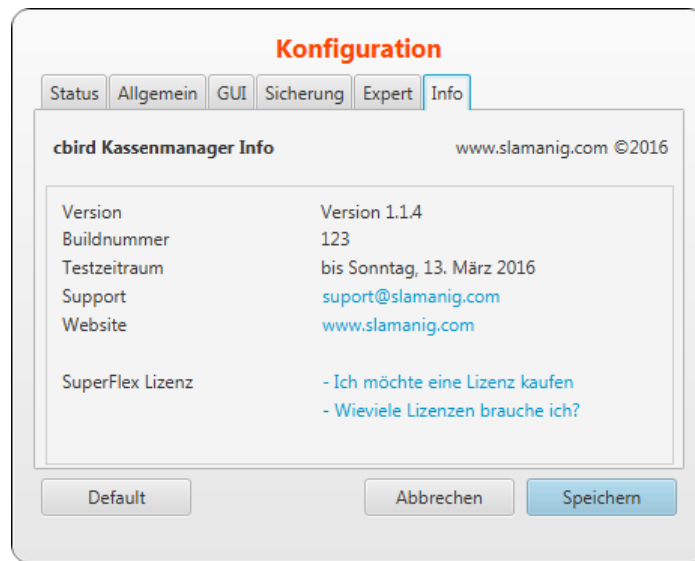 Konfiguration
Status Allgemein GUI Sicherung Expert Info
cbird Kassenmanager Info www.slamanig.com ©2016
Version Version 1.1.4
Buildnummer 123
Testzeitraum bis Sonntag, 13. März 2016
Support suport@slamanig.com
Website www.slamanig.com
SuperFlex Lizenz - Ich möchte eine Lizenz kaufen
- Wieviele Lizenzen brauche ich?
Default Abbrechen Speichern